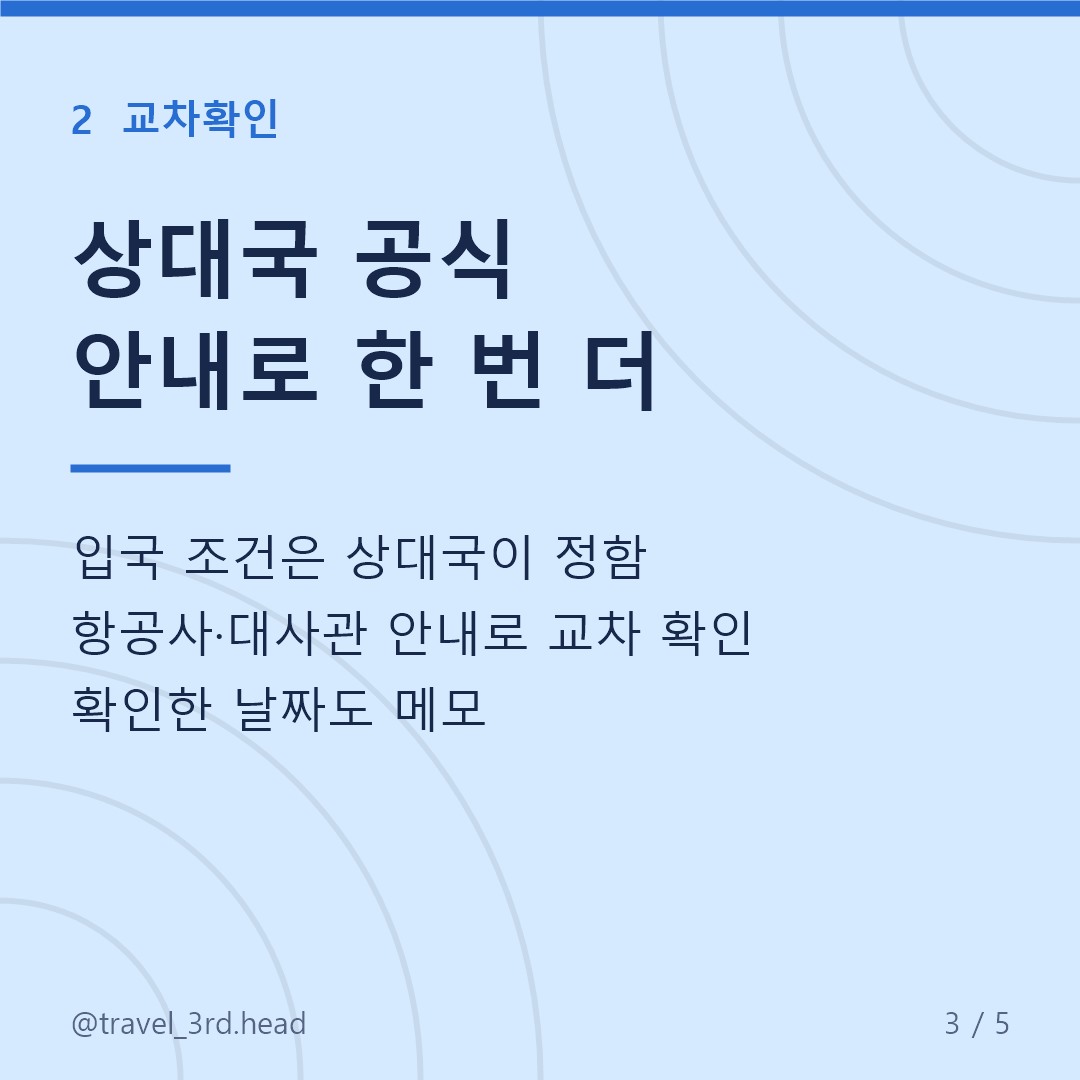 2 교차확인
상대국 공식
안내로 한 번 더
입국 조건은 상대국이 정함
항공사·대사관 안내로 교차 확인
확인한 날짜도 메모
@travel_3rd.head
3 / 5